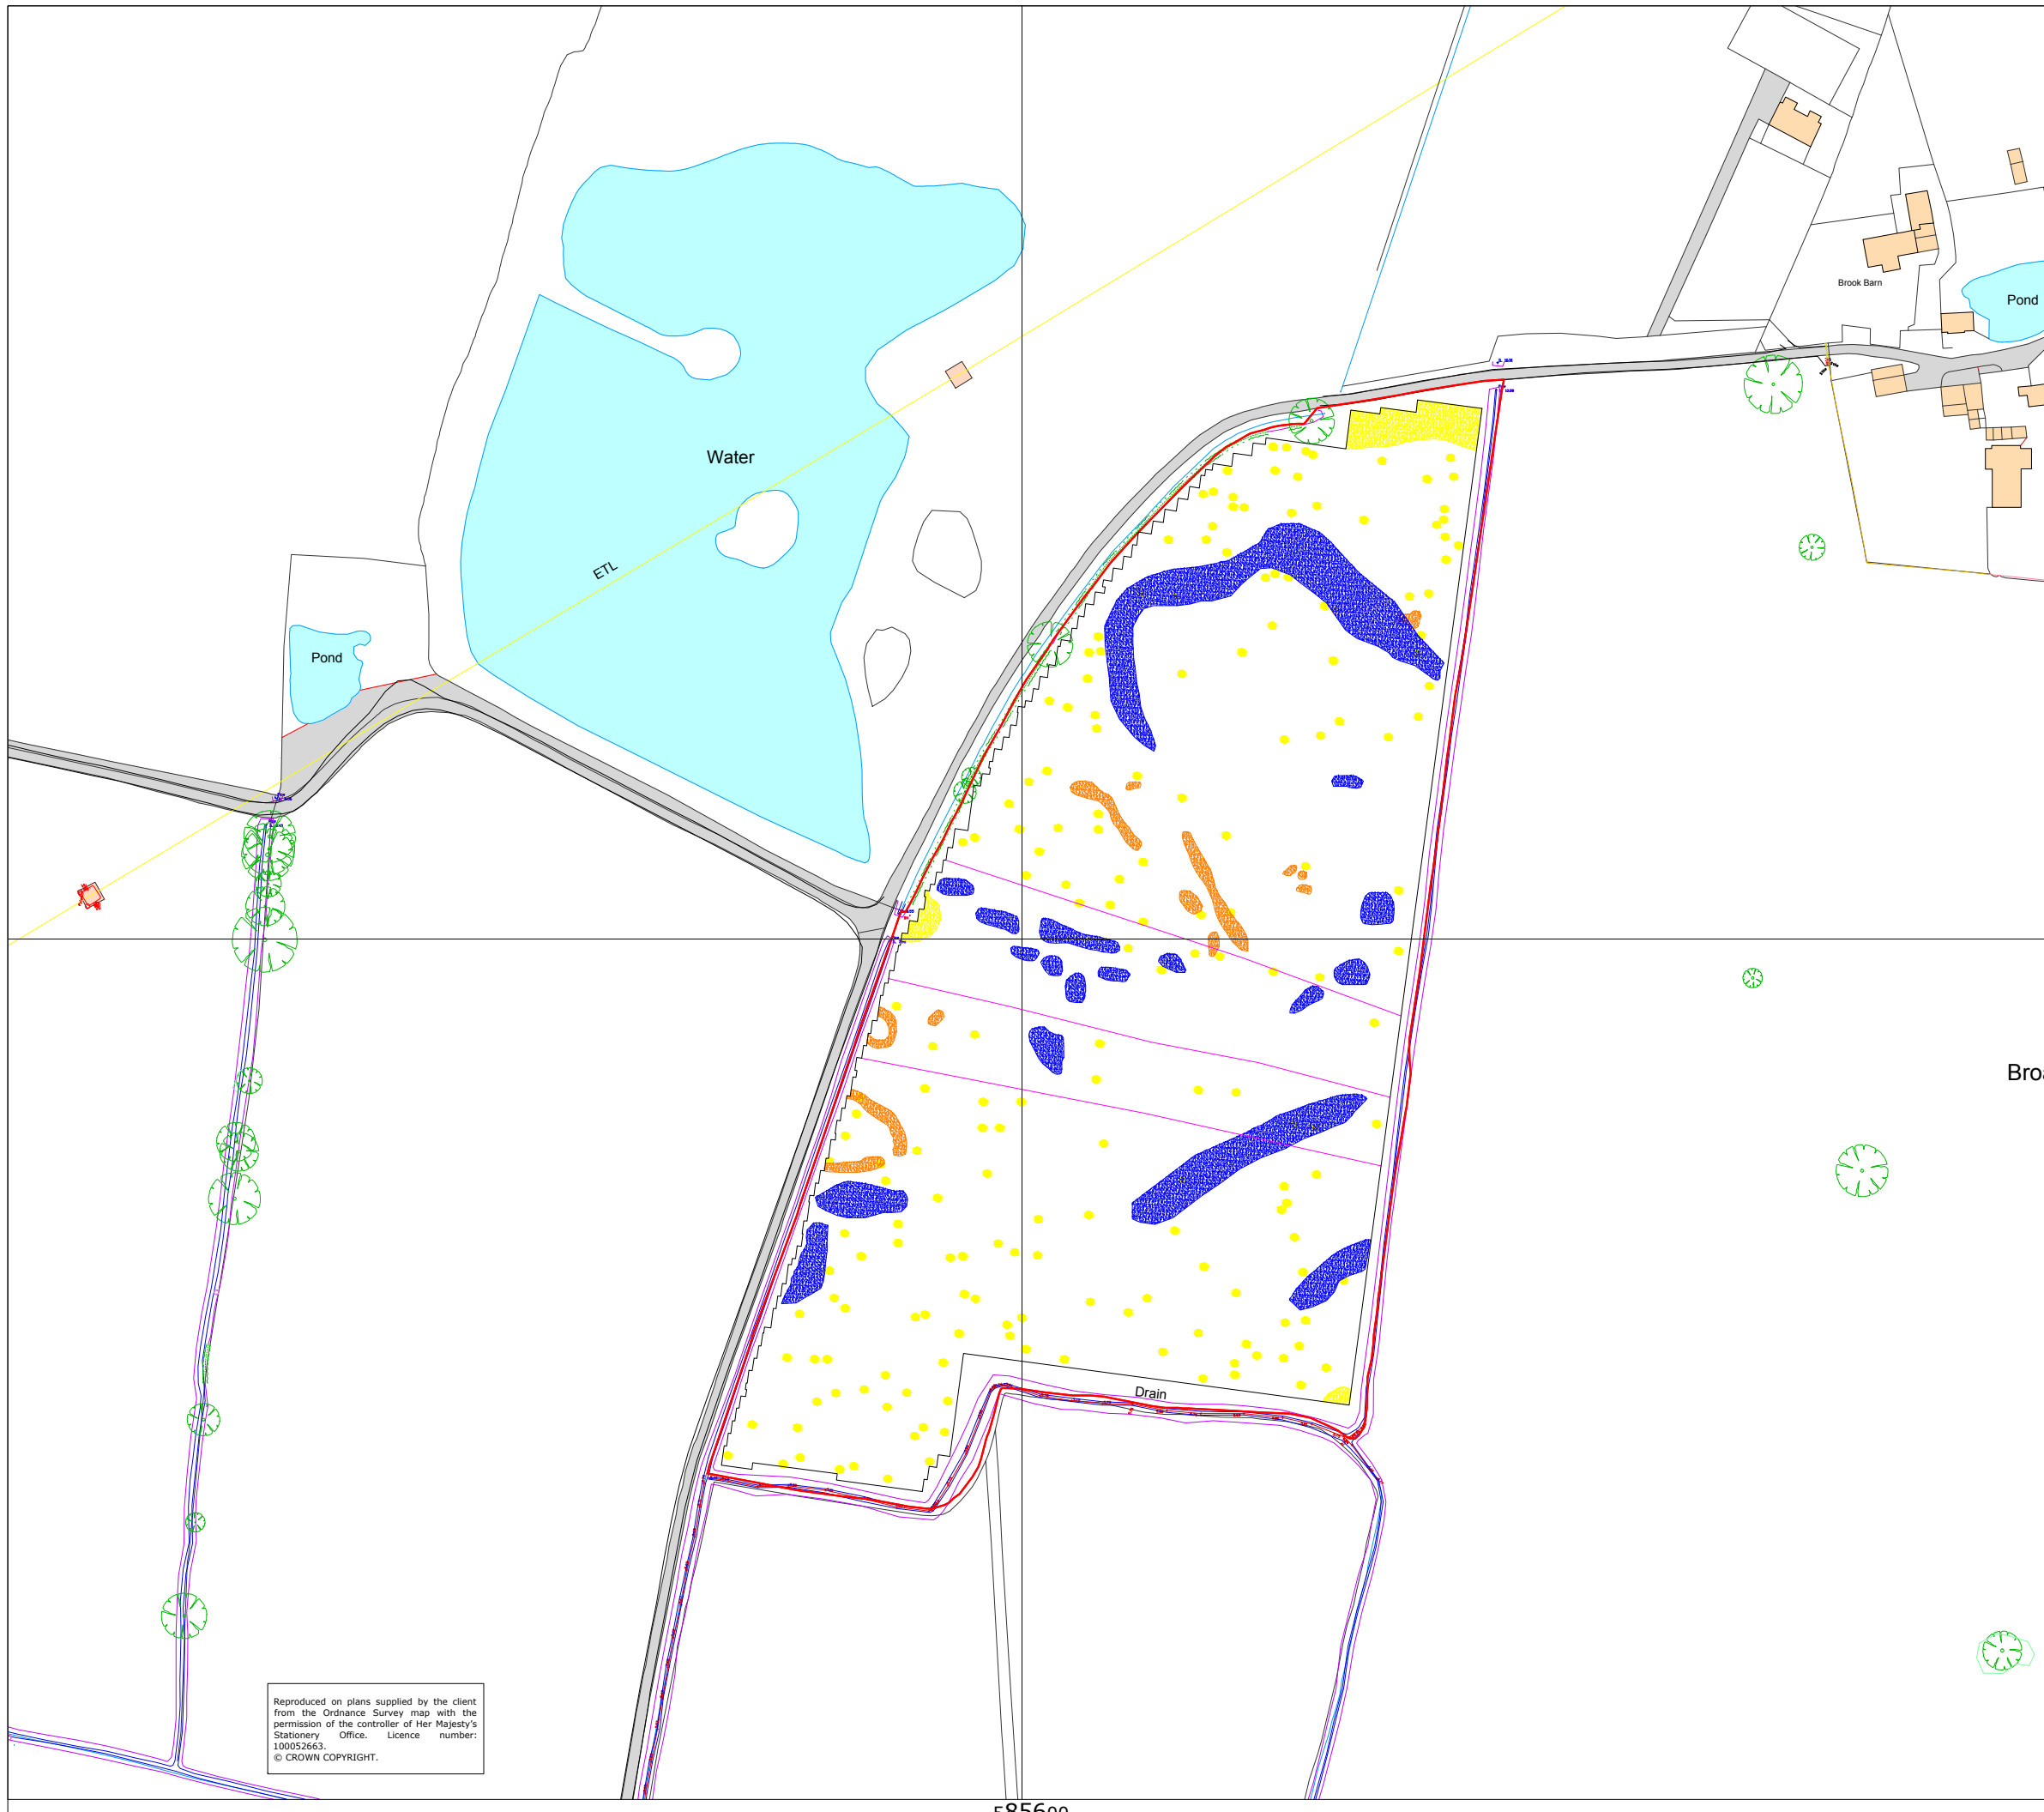 Brook Barn
Pond
Water
ETL
Pond
Broa
Drain
Reproduced on plans supplied by the client
from the Ordnance Survey map with the
permission of the controller of Her Majesty's
Stationery Office. Licence number:
100052663.
© CROWN COPYRIGHT.
585600